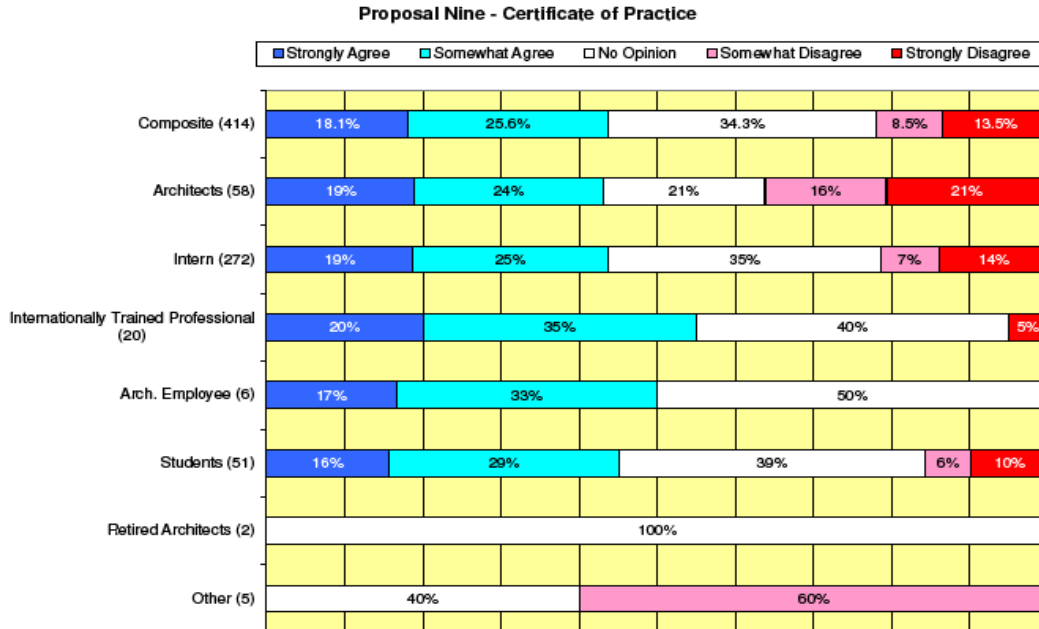 Proposal Nine - Certificate of Practice
Strongly Agree Somewhat Agree No Opinion Somewhat Disagree Strongly Disagree
Composite (414) 18.1% 25.6% 34.3% 8.5% 13.5%
Architects (58) 19% 24% 21% 16% 21%
Intern (272) 19% 25% 35% 7% 14%
Internationally Trained Professional
(20) 20% 35% 40% 5%
Arch. Employee (6) 17% 33% 50%
Students (51) 16% 29% 39% 6% 10%
Retired Architects (2) 100%
Other (5) 40% 60%